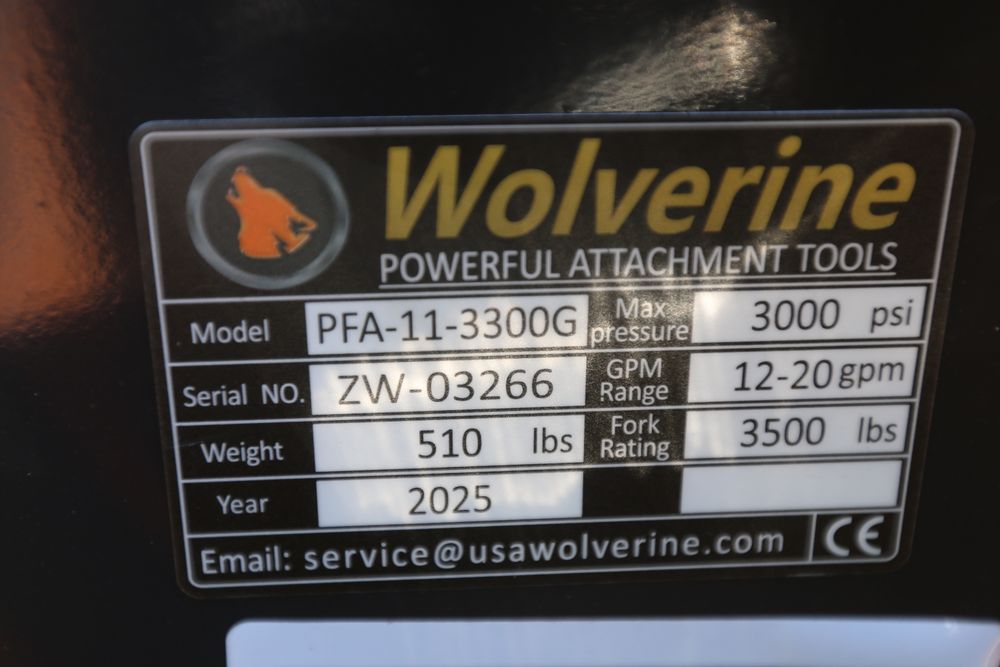 Wolverine
POWERFUL ATTACHMENT TOOLS
Model PFA-11-3300G Max pressure 3000 psi
Serial NO. ZW-03266 GPM Range 12-20 gpm
Weight 510 lbs Fork Rating 3500 lbs
Year 2025
Email: service@usawolverine.com CE